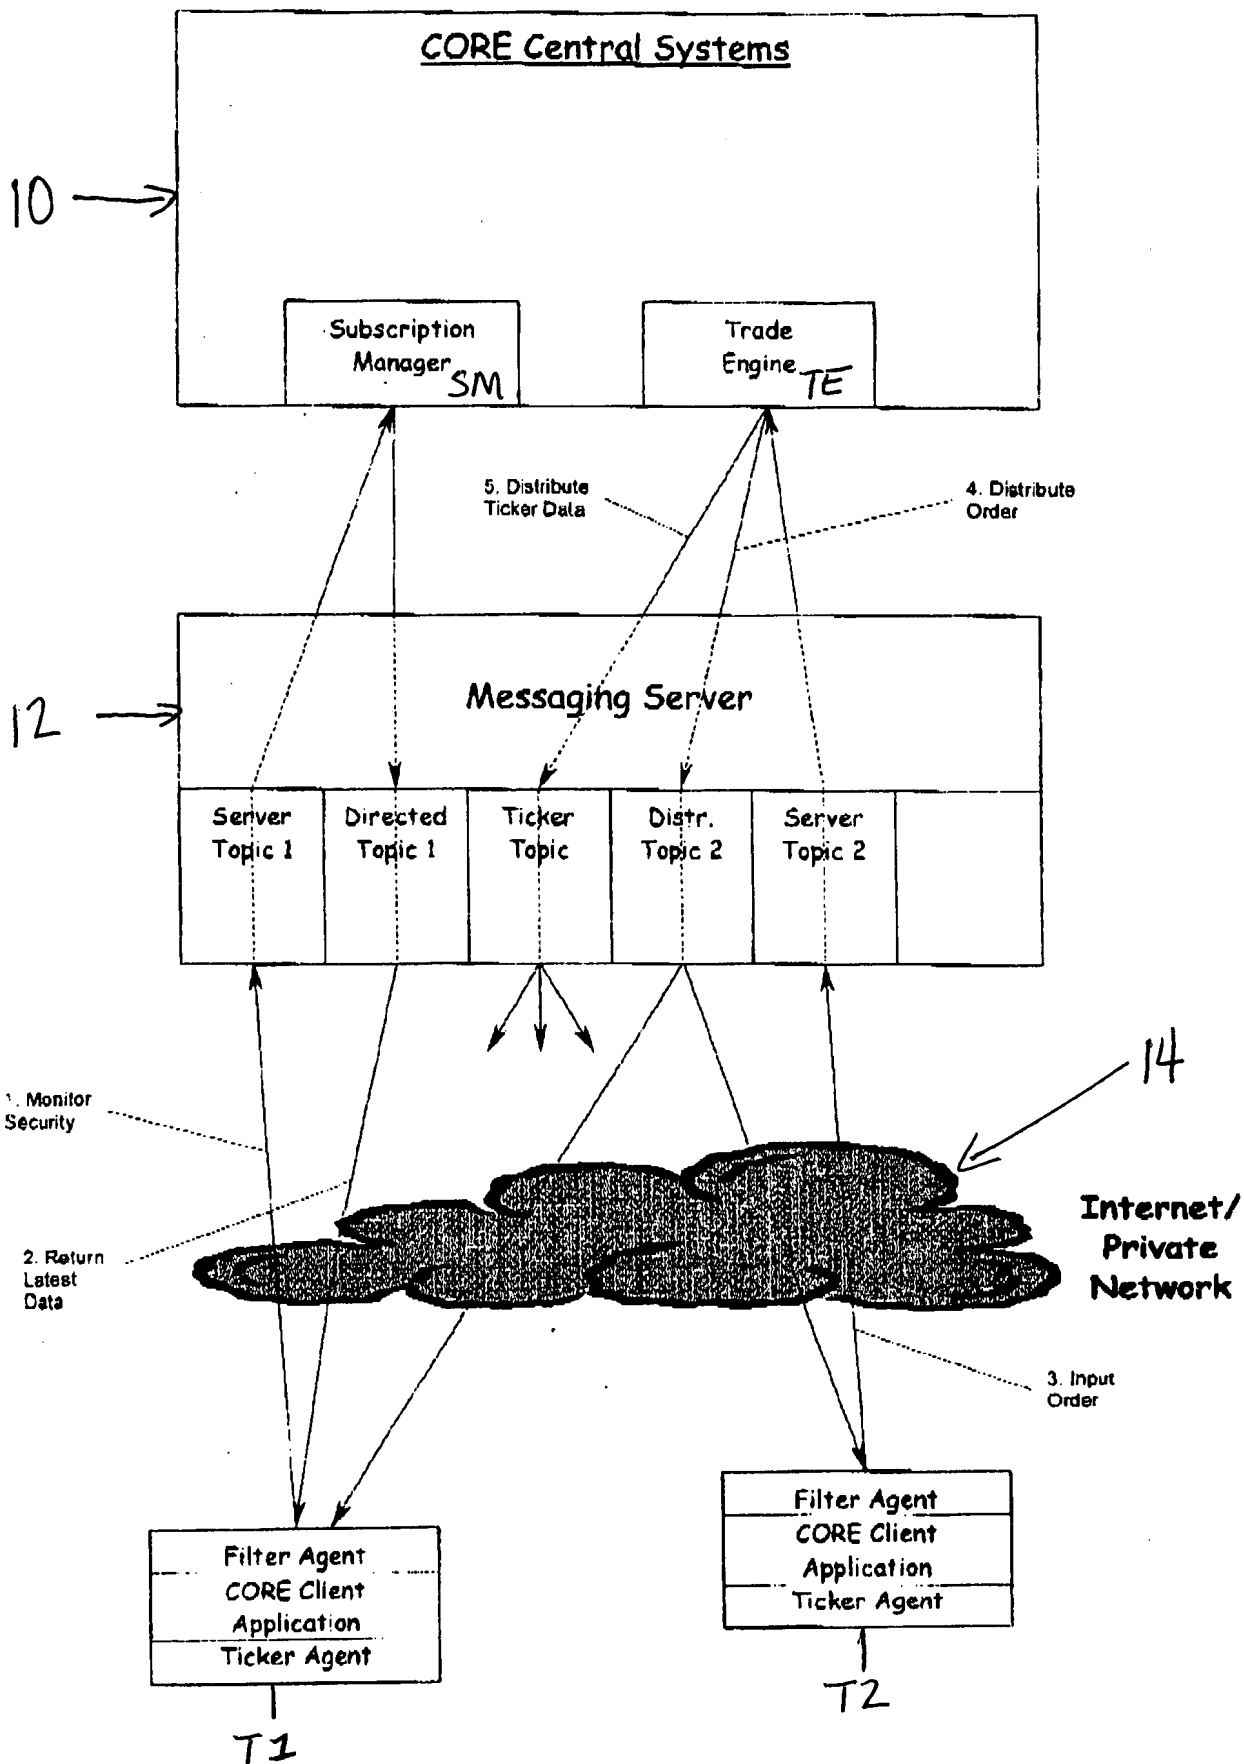 CORE Central Systems
10
Subscription
Manager
SM
Trade
Engine
TE
5. Distribute
Ticker Data
4. Distribute
Order
12
Messaging Server
Server
Topic 1
Directed
Topic 1
Ticker
Topic
Distr.
Topic 2
Server
Topic 2
14
1. Monitor
Security
Internet/
Private
Network
2. Return
Latest
Data
3. Input
Order
Filter Agent
CORE Client
Application
Ticker Agent
T2
Filter Agent
CORE Client
Application
Ticker Agent
T1